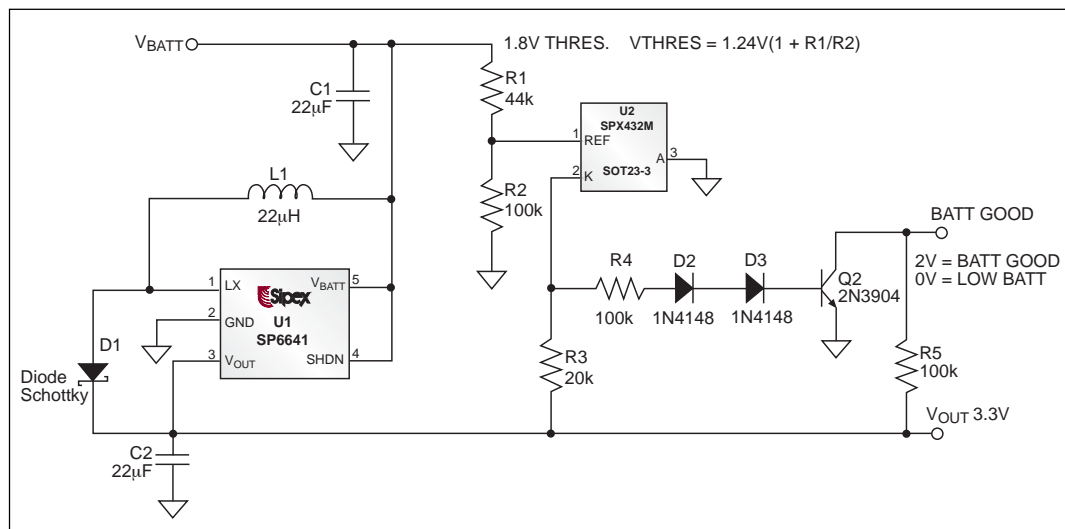 VBATT
1.8V THRES. VTHRES = 1.24V(1 + R1/R2)
C1
22µF
R1
44k
U2
SPX432M
1
REF
A
3
2
K
SOT23-3
L1
22µH
R2
100k
BATT GOOD
2V = BATT GOOD
0V = LOW BATT
R4
100k
D2
1N4148
D3
1N4148
Q2
2N3904
1
LX
Sipex
VBATT
5
2
GND
U1
SP6641
3
VOUT
SHDN
4
D1
Diode
Schottky
R3
20k
R5
100k
VOUT 3.3V
C2
22µF